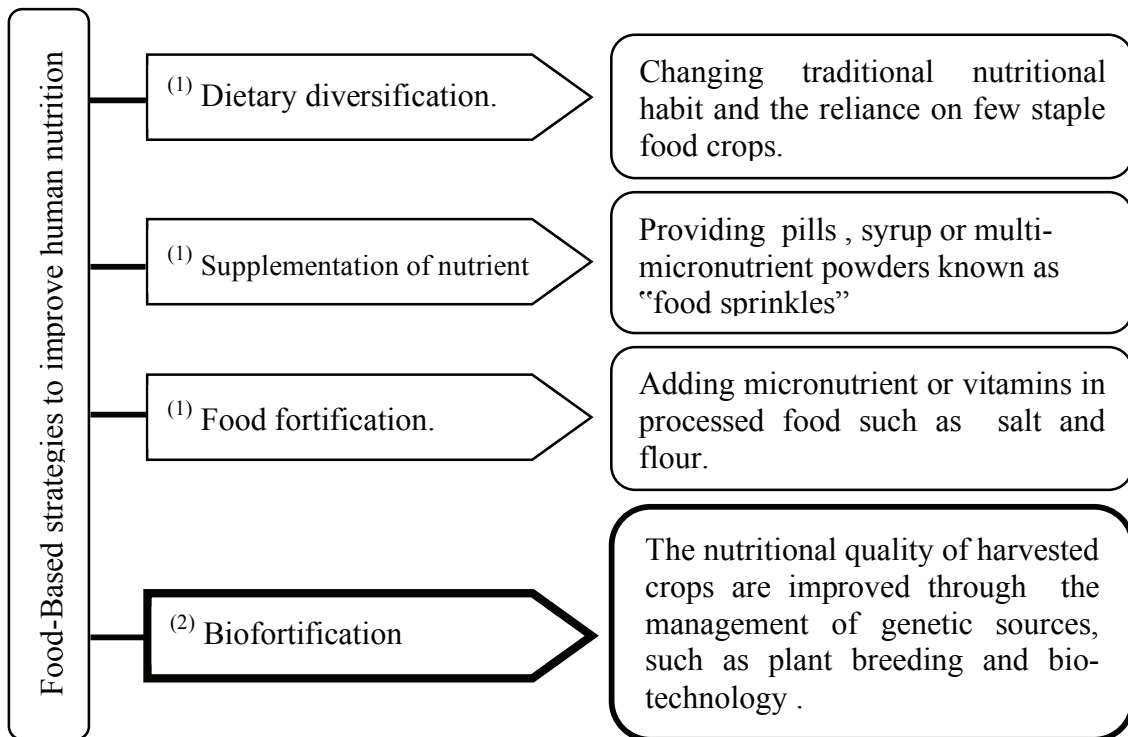 Food-Based strategies to improve human nutrition
(1) Dietary diversification.
Changing traditional nutritional
habit and the reliance on few staple
food crops.
(1) Supplementation of nutrient
Providing pills , syrup or multi-
micronutrient powders known as
“food sprinkles”
(1) Food fortification.
Adding micronutrient or vitamins in
processed food such as salt and
flour.
(2) Biofortification
The nutritional quality of harvested
crops are improved through the
management of genetic sources,
such as plant breeding and bio-
technology .